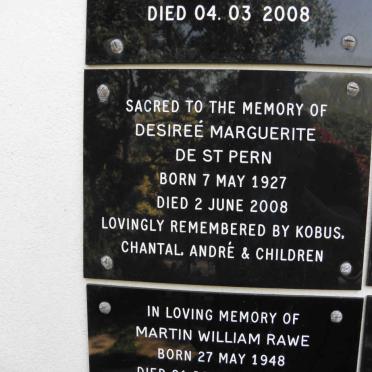 DIED 04. 03 2008
SACRED TO THE MEMORY OF
DESIREÉ MARGUERITE
DE ST PERN
BORN 7 MAY 1927
DIED 2 JUNE 2008
LOVINGLY REMEMBERED BY KOBUS,
CHANTAL, ANDRÉ & CHILDREN
IN LOVING MEMORY OF
MARTIN WILLIAM RAWE
BORN 27 MAY 1948
DIED